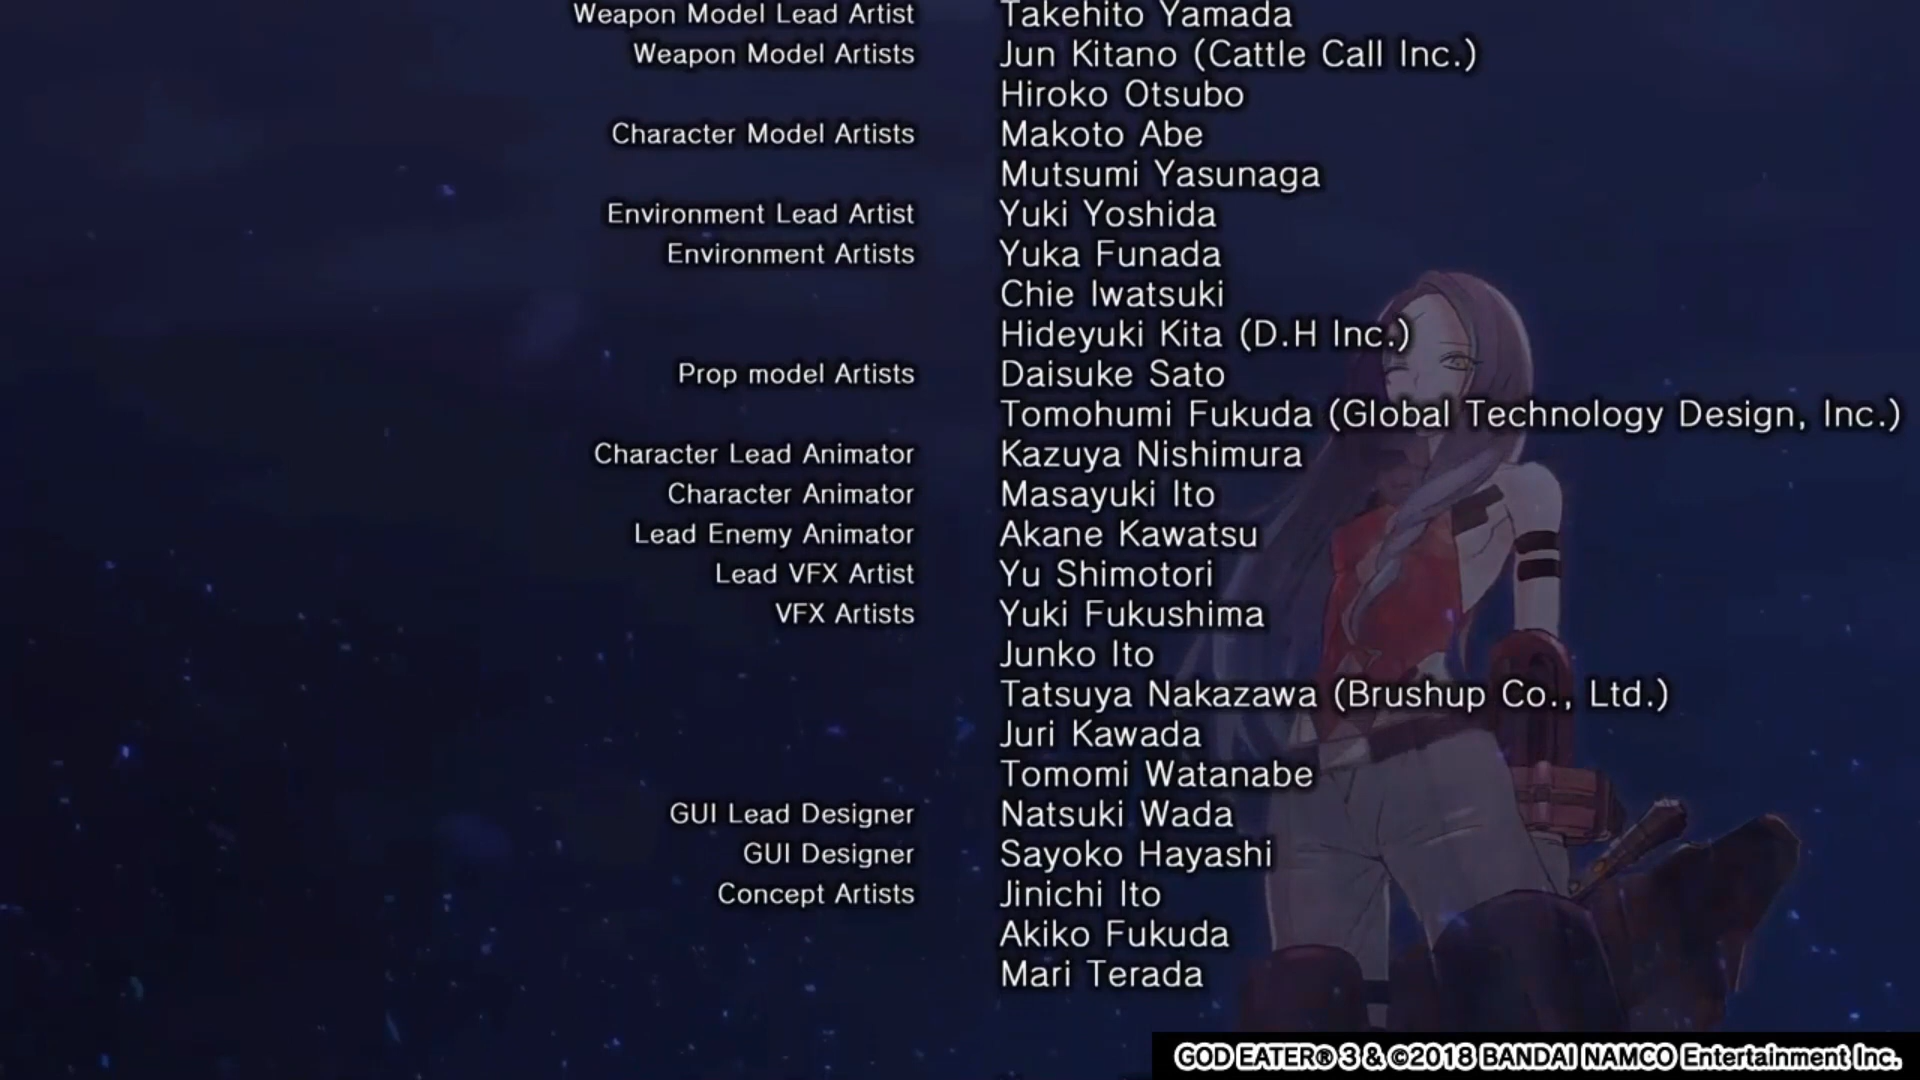 Weapon Model Lead Artist Takehito Yamada
Weapon Model Artists Jun Kitano (Cattle Call Inc.)
Hiroko Otsubo
Character Model Artists Makoto Abe
Mutsumi Yasunaga
Environment Lead Artist Yuki Yoshida
Environment Artists Yuka Funada
Chie Iwatsuki
Hideyuki Kita (D.H Inc.)
Prop model Artists Daisuke Sato
Tomohumi Fukuda (Global Technology Design, Inc.)
Character Lead Animator Kazuya Nishimura
Character Animator Masayuki Ito
Lead Enemy Animator Akane Kawatsu
Lead VFX Artist Yu Shimotori
VFX Artists Yuki Fukushima
Junko Ito
Tatsuya Nakazawa (Brushup Co., Ltd.)
Juri Kawada
Tomomi Watanabe
GUI Lead Designer Natsuki Wada
GUI Designer Sayoko Hayashi
Concept Artists Jinichi Ito
Akiko Fukuda
Mari Terada
GOD EATER® 3 & ©2018 BANDAI NAMCO Entertainment Inc.